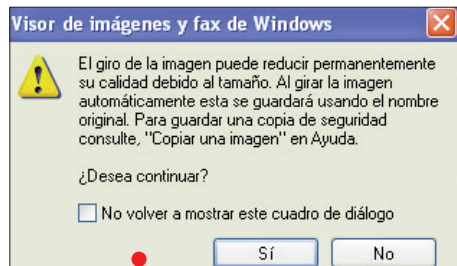 Visor de imágenes y fax de Windows
El giro de la imagen puede reducir permanentemente
su calidad debido al tamaño. Al girar la imagen
automáticamente esta se guardará usando el nombre
original. Para guardar una copia de seguridad
consulte, "Copiar una imagen" en Ayuda.
¿Desea continuar?
No volver a mostrar este cuadro de diálogo
Sí
No